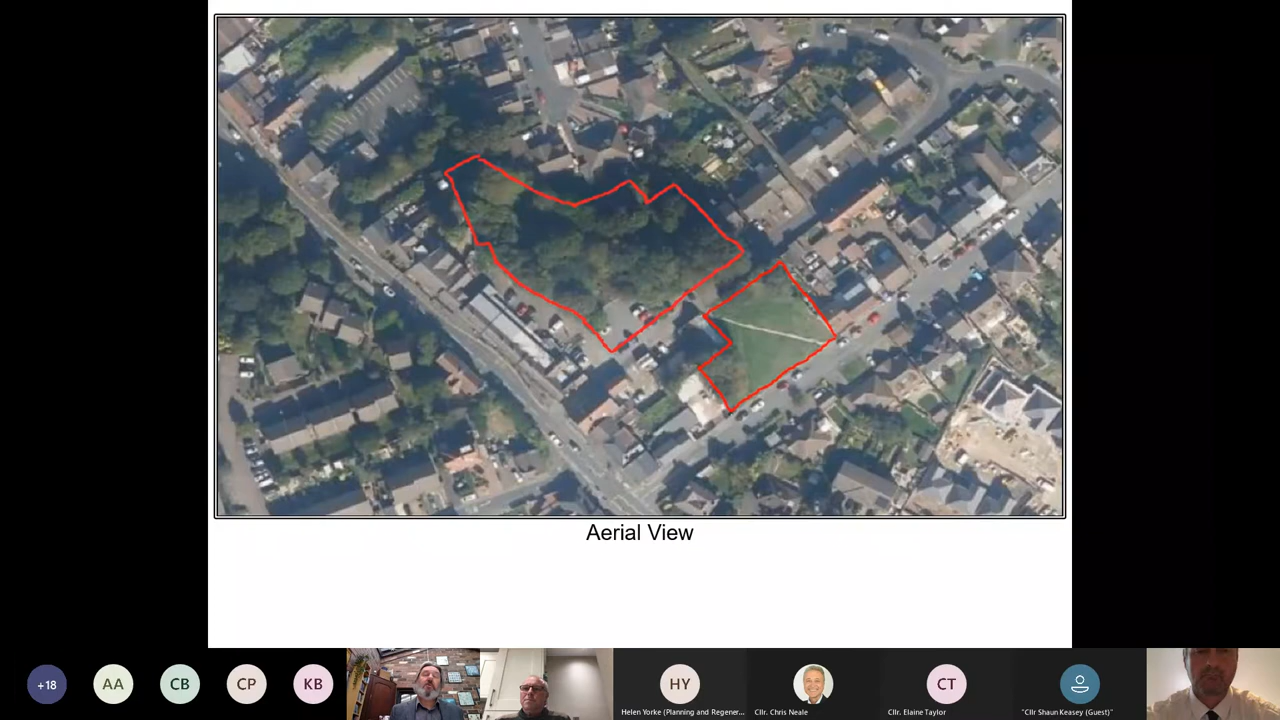 Aerial View
+18
AA
CB
CP
KB
HY
CT
Helen Yorke (Planning and Regener...
Cllr. Chris Neale
Cllr. Elaine Taylor
"Cllr Shaun Keasey (Guest)"